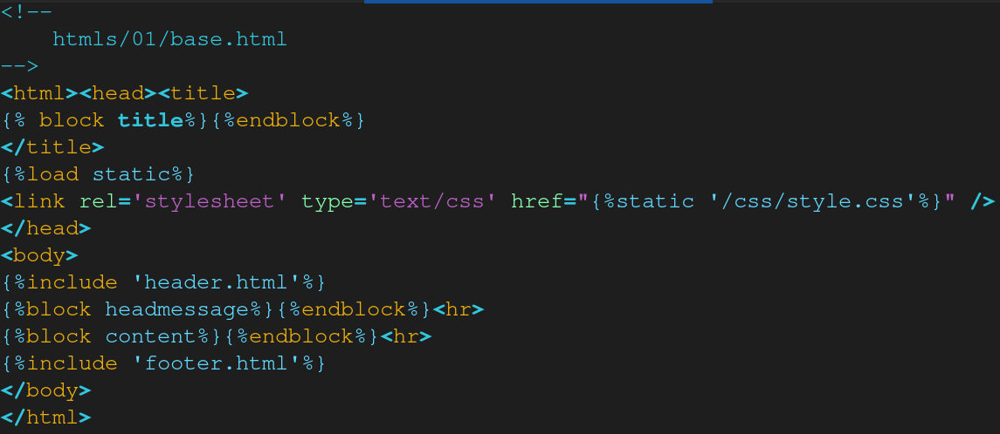 <!--
    htmls/01/base.html
-->
<html><head><title>
{% block title%}{%endblock%}
</title>
{%load static%}
<link rel='stylesheet' type='text/css' href="{%static '/css/style.css'%}" />
</head>
<body>
{%include 'header.html'%}
{%block headmessage%}{%endblock%}<hr>
{%block content%}{%endblock%}<hr>
{%include 'footer.html'%}
</body>
</html>